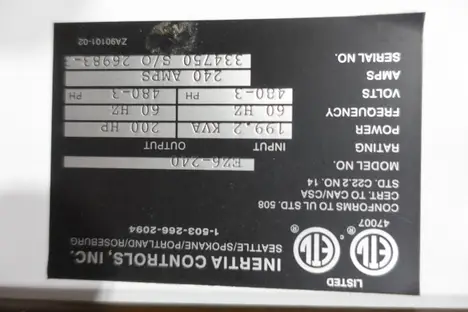 LISTED
ETL
c ETL
47007
INERTIA CONTROLS, INC.
SEATTLE/SPOKANE/PORTLAND/ROSEBURG
1-503-266-2094
CONFORMS TO UL STD. 508
CERT. TO CAN/CSA
STD. C22.2 NO. 14
MODEL NO. EZ6-240
RATING INPUT OUTPUT
POWER 199.2 KVA 200 HP
FREQUENCY 60 HZ 60 HZ
VOLTS 480-3 PH 480-3 PH
AMPS 240 AMPS
SERIAL NO. 334750 S/O 26983-
ZA90101-02